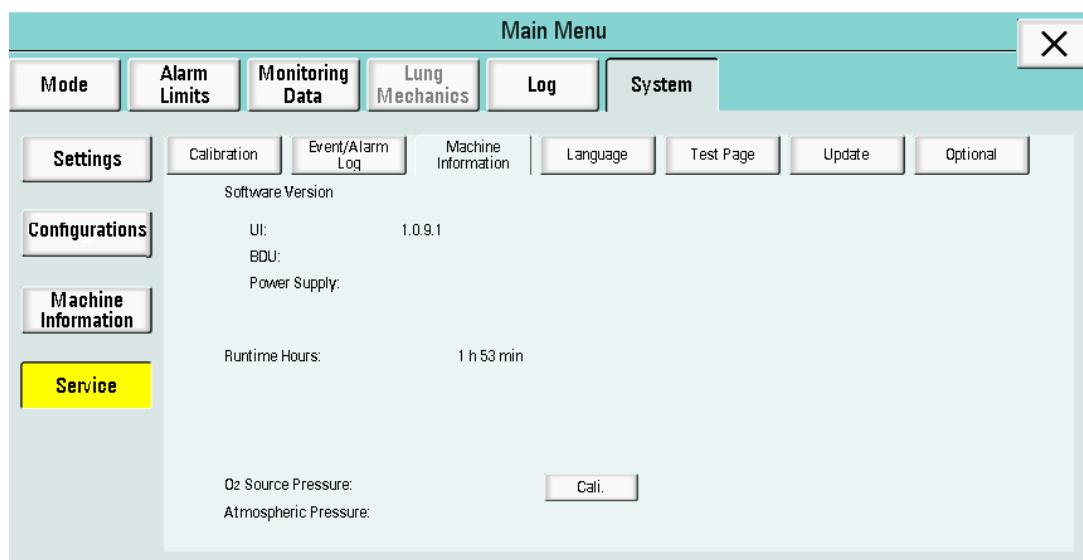 Main Menu
Mode
Alarm
Limits
Monitoring
Data
Lung
Mechanics
Log
System
Settings
Configurations
Machine
Information
Service
Calibration
Event/Alarm
Log
Machine
Information
Language
Test Page
Update
Optional
Software Version
UI: 1.0.9.1
BDU:
Power Supply:
Runtime Hours: 1 h 53 min
O2 Source Pressure: Cali.
Atmospheric Pressure: